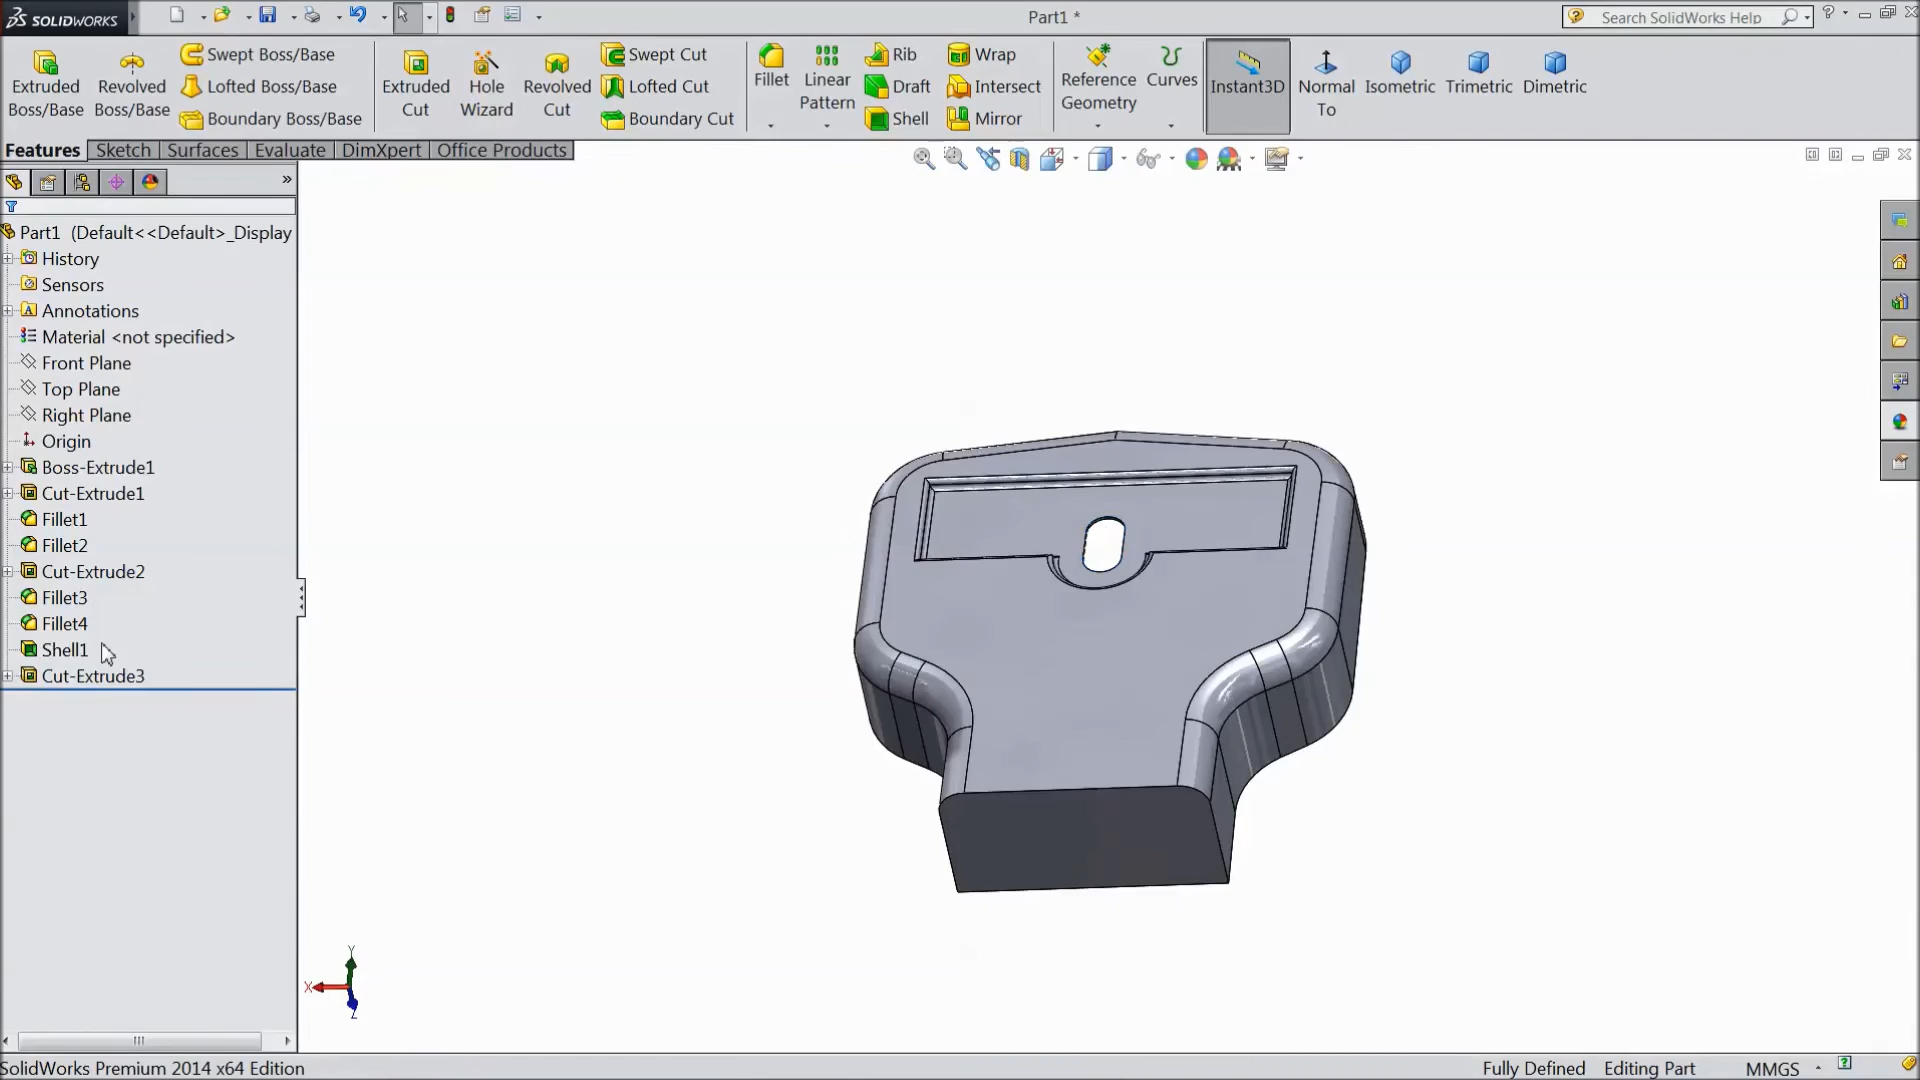 SOLIDWORKS
Part1 *
Search SolidWorks Help
Extruded Boss/Base
Revolved Boss/Base
Swept Boss/Base
Lofted Boss/Base
Boundary Boss/Base
Extruded Cut
Hole Wizard
Revolved Cut
Swept Cut
Lofted Cut
Boundary Cut
Fillet
Linear Pattern
Rib
Draft
Shell
Wrap
Intersect
Mirror
Reference Geometry
Curves
Instant3D
Normal To
Isometric
Trimetric
Dimetric
Features
Sketch
Surfaces
Evaluate
DimXpert
Office Products
Part1 (Default<<Default>_Display
History
Sensors
Annotations
Material <not specified>
Front Plane
Top Plane
Right Plane
Origin
Boss-Extrude1
Cut-Extrude1
Fillet1
Fillet2
Cut-Extrude2
Fillet3
Fillet4
Shell1
Cut-Extrude3
Y
X
Z
SolidWorks Premium 2014 x64 Edition
Fully Defined
Editing Part
MMGS